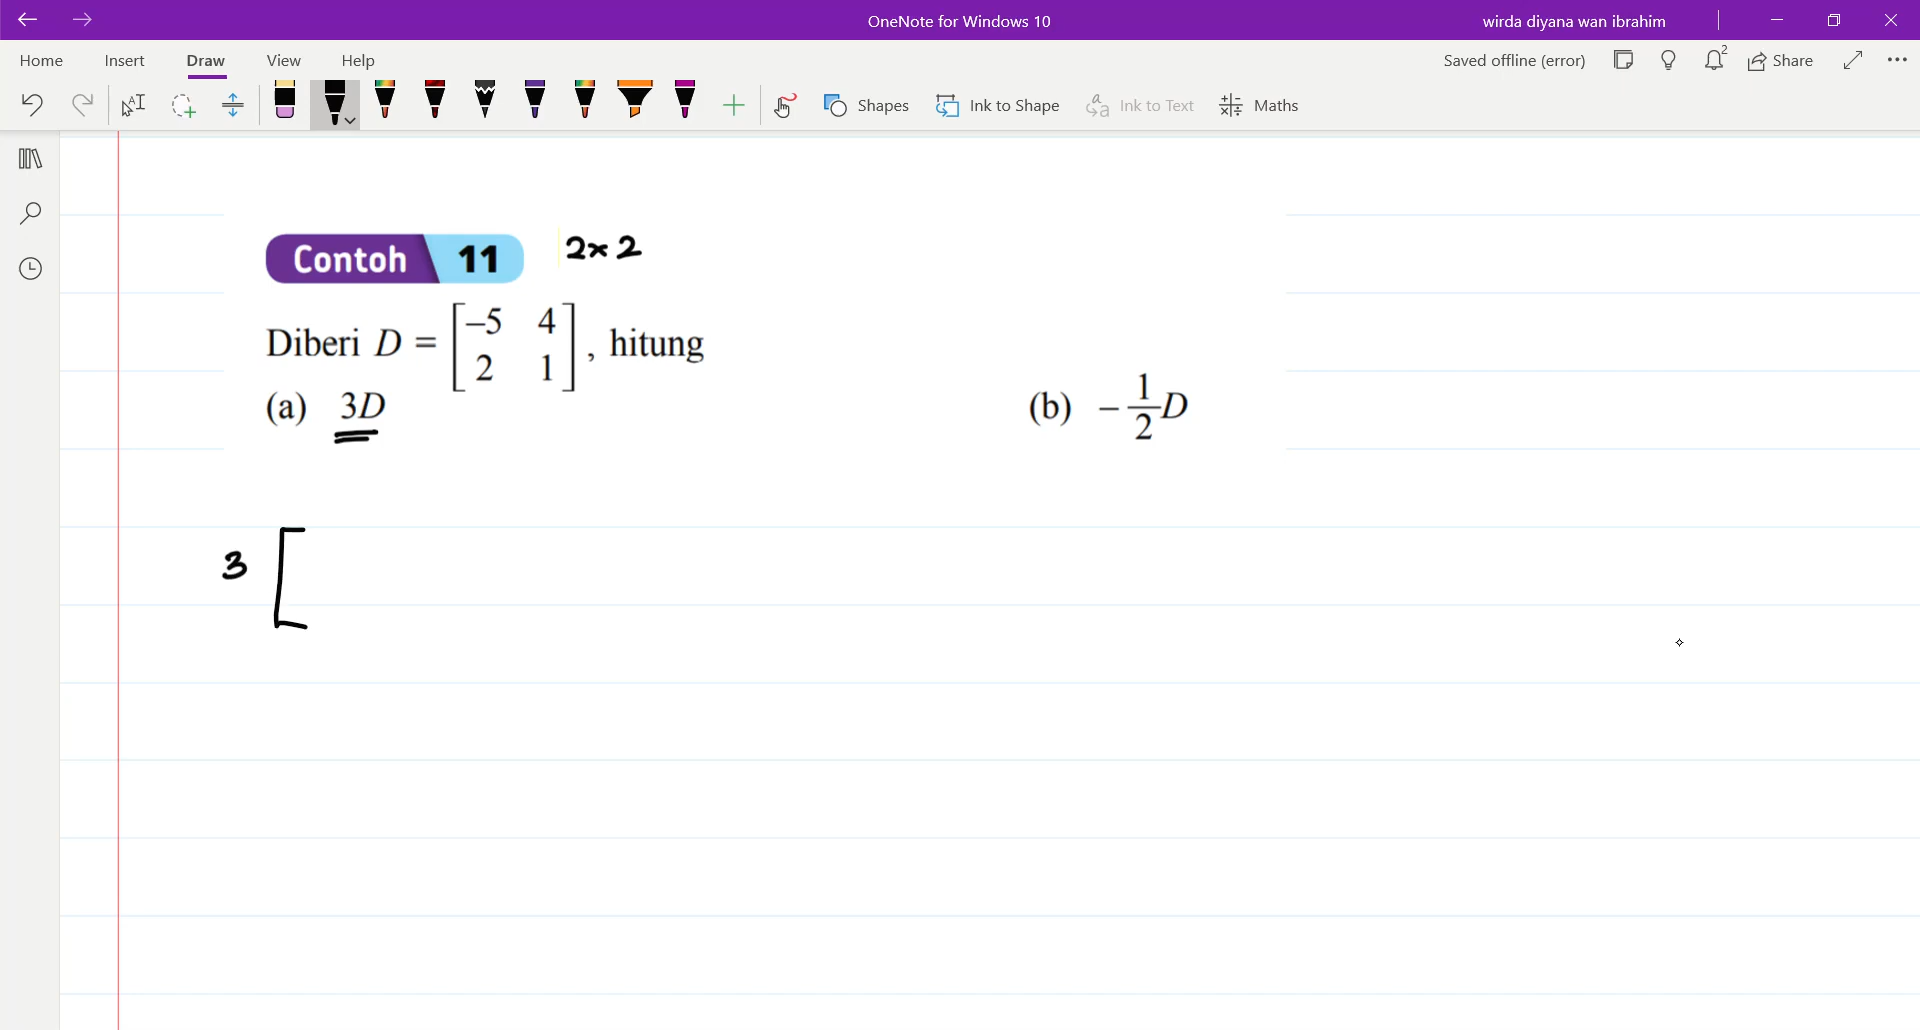 OneNote for Windows 10
wirda diyana wan ibrahim
Home Insert Draw View Help
Saved offline (error) 2 Share
Shapes Ink to Shape Ink to Text Maths
Contoh 11 2 x 2
Diberi D = [−5 4; 2 1], hitung
(a) 3D (b) −1/2 D
3 [